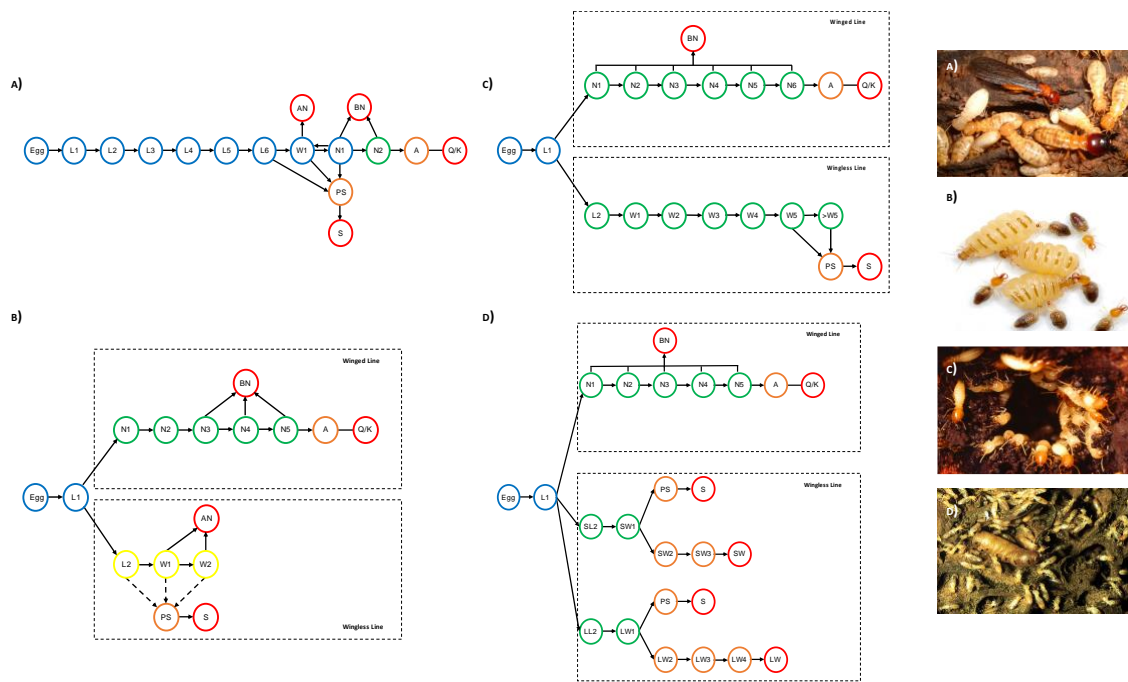 A)
AN
BN
Egg
L1
L2
L3
L4
L5
L6
W1
N1
N2
A
Q/K
PS
S
B)
Winged Line
BN
N1
N2
N3
N4
N5
A
Q/K
Egg
L1
AN
L2
W1
W2
PS
S
Wingless Line
C)
Winged Line
BN
N1
N2
N3
N4
N5
N6
A
Q/K
Egg
L1
Wingless Line
L2
W1
W2
W3
W4
W5
>W5
PS
S
D)
Winged Line
BN
N1
N2
N3
N4
N5
A
Q/K
Egg
L1
Wingless Line
PS
S
SL2
SW1
SW2
SW3
SW
PS
S
LL2
LW1
LW2
LW3
LW4
LW
A)
B)
C)
D)